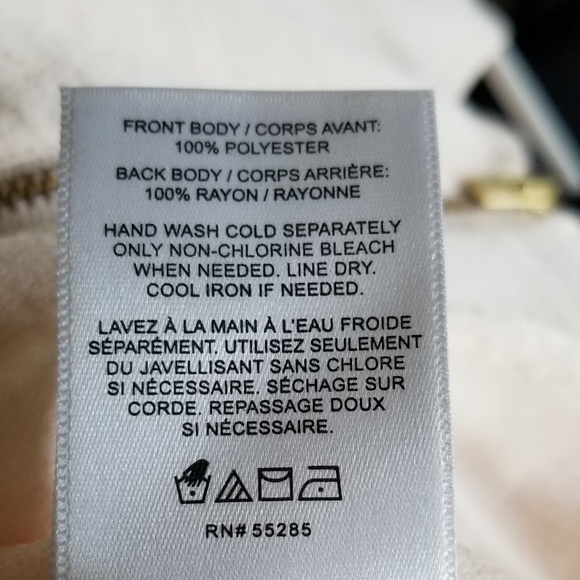 FRONT BODY / CORPS AVANT:
100% POLYESTER
BACK BODY / CORPS ARRIÈRE:
100% RAYON / RAYONNE
HAND WASH COLD SEPARATELY
ONLY NON-CHLORINE BLEACH
WHEN NEEDED. LINE DRY.
COOL IRON IF NEEDED.
LAVEZ À LA MAIN À L'EAU FROIDE
SÉPARÉMENT. UTILISEZ SEULEMENT
DU JAVELLISANT SANS CHLORE
SI NÉCESSAIRE. SÉCHAGE SUR
CORDE. REPASSAGE DOUX
SI NÉCESSAIRE.
RN# 55285